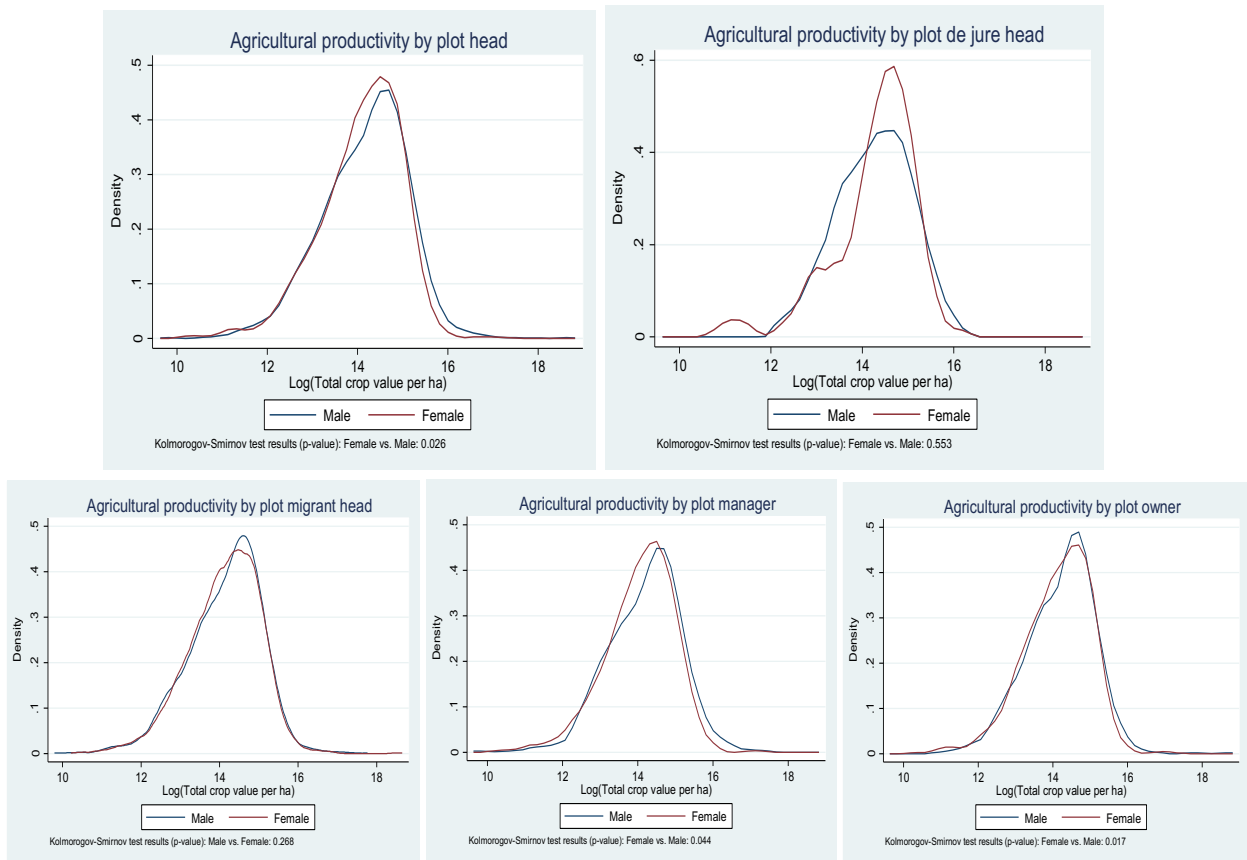 Agricultural productivity by plot head
.5
.4
.3
.2
.1
0
Density
10 12 14 16 18
Log(Total crop value per ha)
Male Female
Kolmorogov-Smirnov test results (p-value): Female vs. Male: 0.026
Agricultural productivity by plot de jure head
.6
.4
.2
0
Density
10 12 14 16 18
Log(Total crop value per ha)
Male Female
Kolmorogov-Smirnov test results (p-value): Female vs. Male: 0.553
Agricultural productivity by plot migrant head
.5
.4
.3
.2
.1
0
Density
10 12 14 16 18
Log(Total crop value per ha)
Male Female
Kolmorogov-Smirnov test results (p-value): Male vs. Female: 0.268
Agricultural productivity by plot manager
.5
.4
.3
.2
.1
0
Density
10 12 14 16 18
Log(Total crop value per ha)
Male Female
Kolmorogov-Smirnov test results (p-value): Female vs. Male: 0.044
Agricultural productivity by plot owner
.5
.4
.3
.2
.1
0
Density
10 12 14 16 18
Log(Total crop value per ha)
Male Female
Kolmorogov-Smirnov test results (p-value): Female vs. Male: 0.017